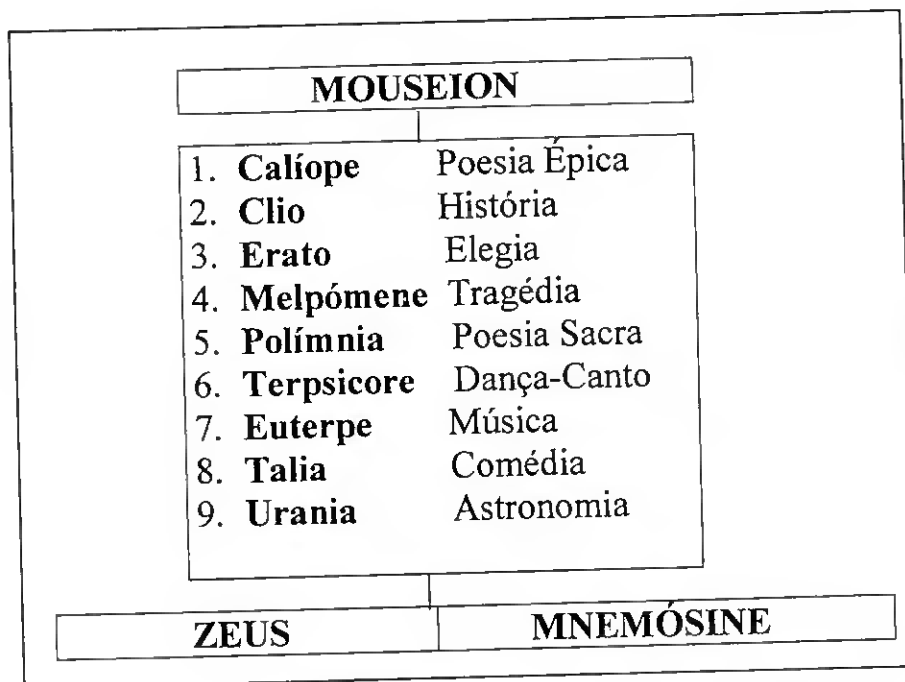 MOUSEION
1. Calíope Poesia Épica
2. Clio História
3. Erato Elegia
4. Melpómene Tragédia
5. Polímnia Poesia Sacra
6. Terpsicore Dança-Canto
7. Euterpe Música
8. Talia Comédia
9. Urania Astronomia
ZEUS MNEMÓSINE